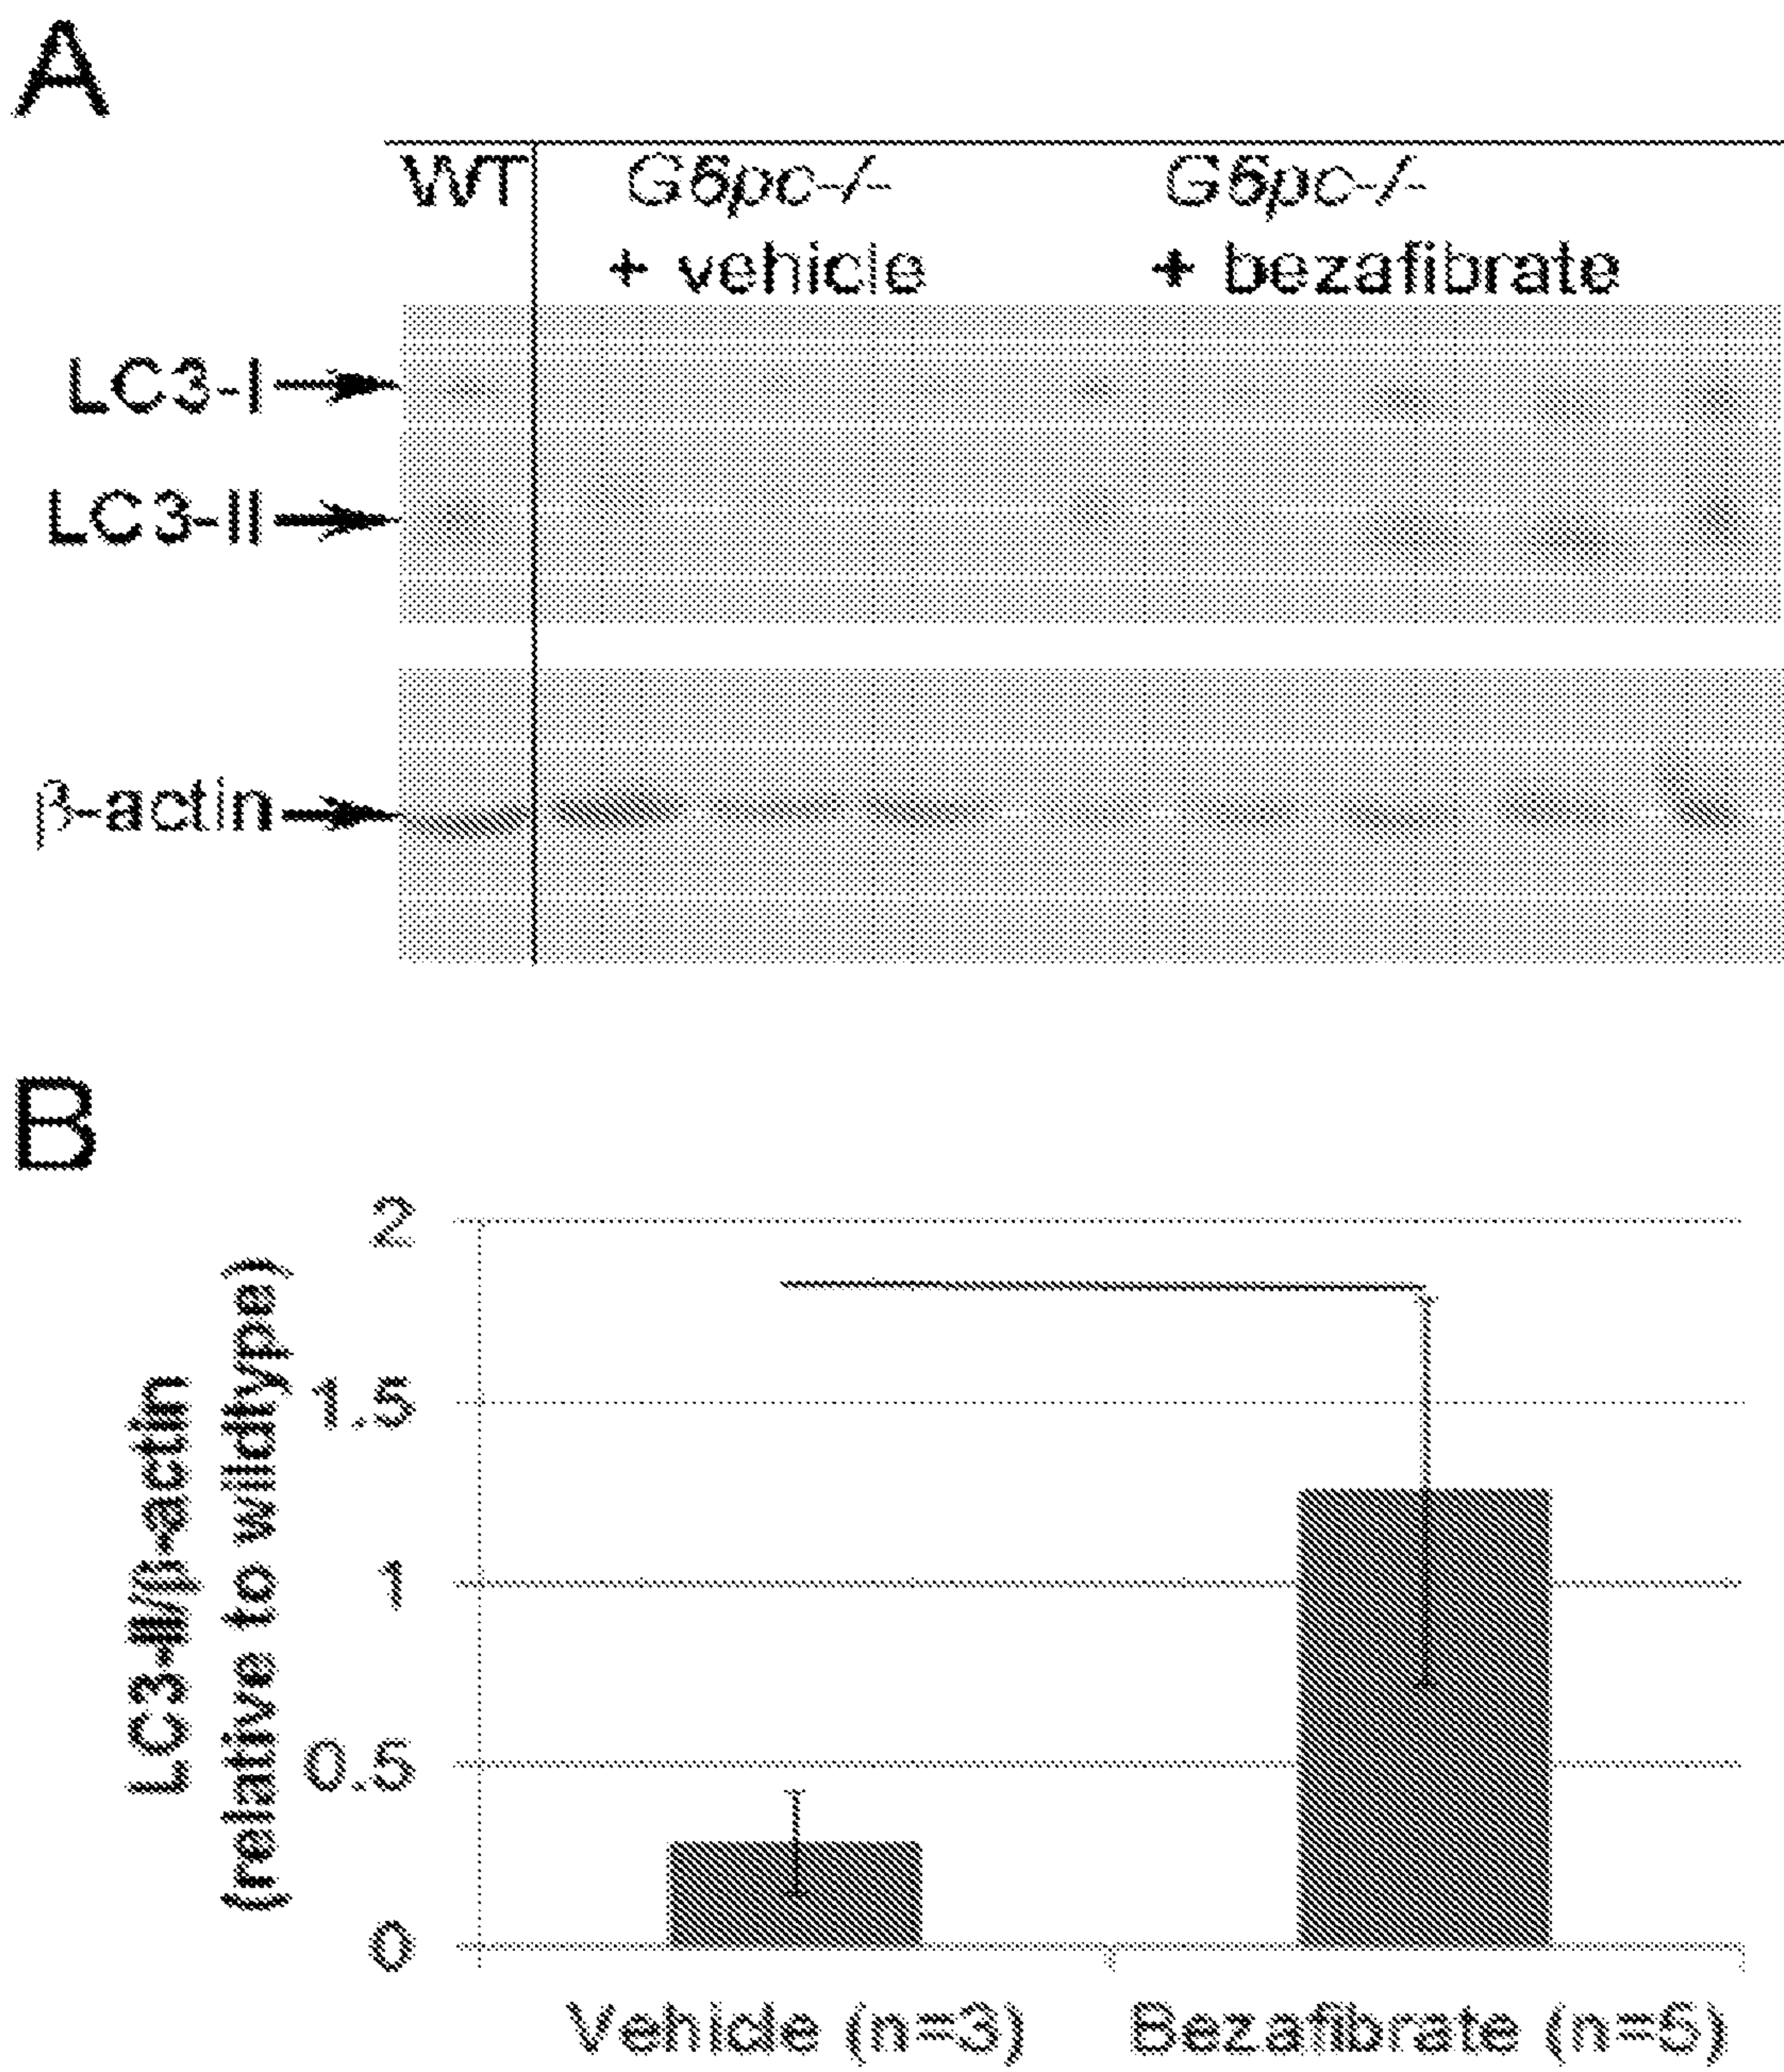 A
WT G6pc-/- G6pc-/-
+ vehicle + bezafibrate
LC3-I
LC3-II
β-actin
B
LC3-II/β-actin
(relative to wildtype)
2
1.5
1
0.5
0
Vehicle (n=3) Bezafibrate (n=5)